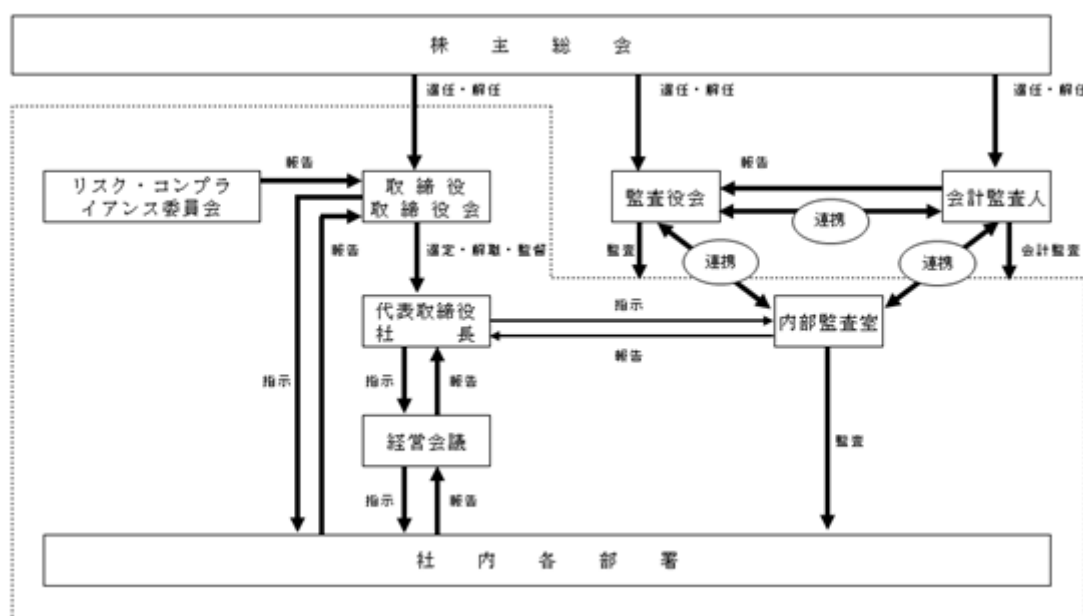 株主総会
選任・解任
選任・解任
選任・解任
リスク・コンプラ
イアンス委員会
報告
取締役
取締役会
監査役会
報告
連携
会計監査人
報告
選定・解職・監督
監査
連携
連携
会計監査
代表取締役
社長
指示
報告
内部監査室
指示
指示
報告
経営会議
監査
指示
報告
社内各部署